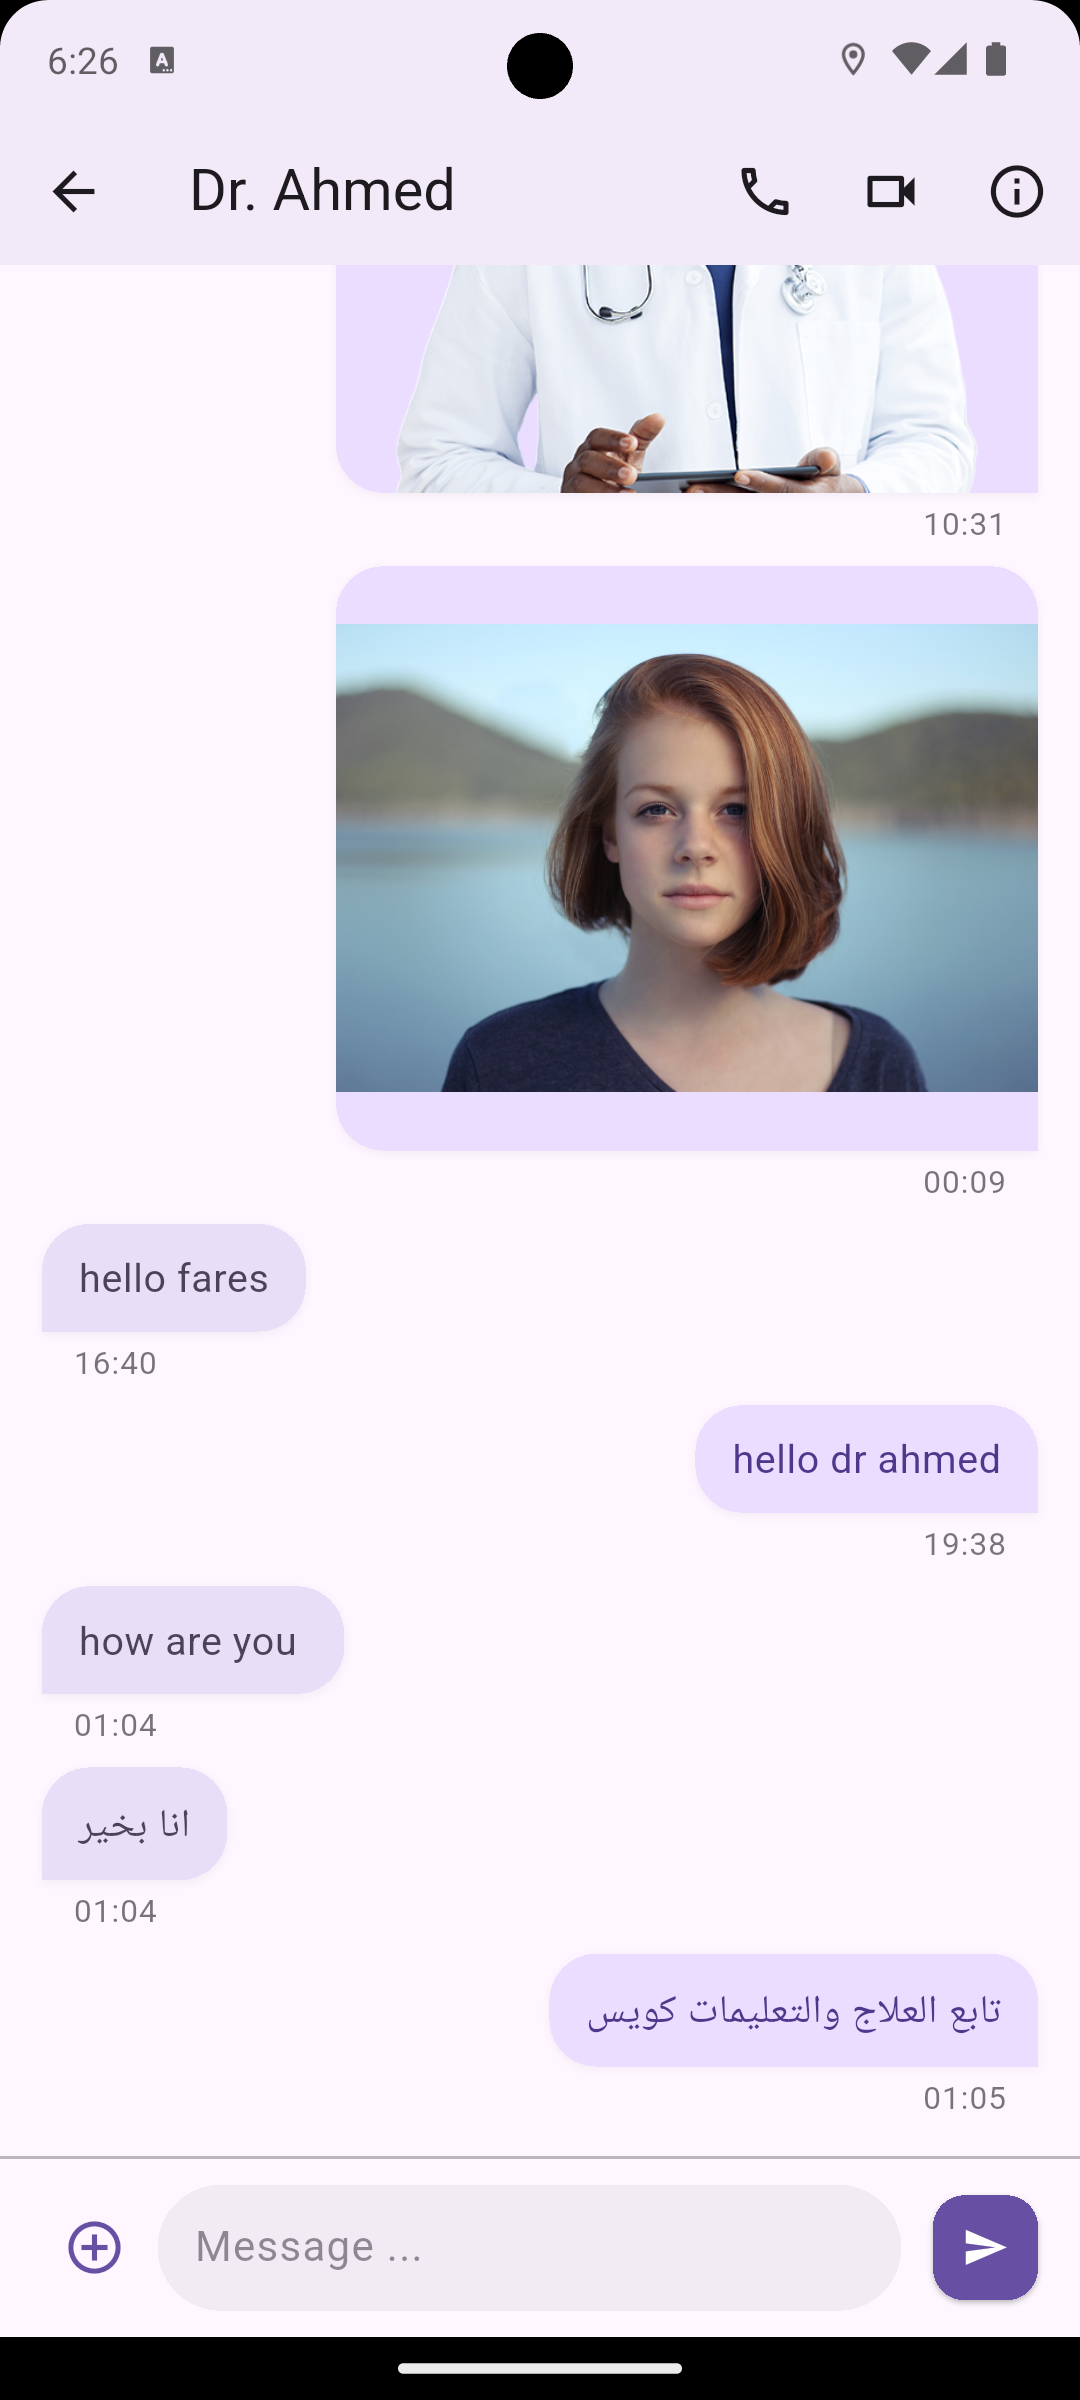 6:26
Dr. Ahmed
10:31
00:09
hello fares
16:40
hello dr ahmed
19:38
how are you
01:04
انا بخير
01:04
تابع العلاج والتعليمات كويس
01:05
Message ...